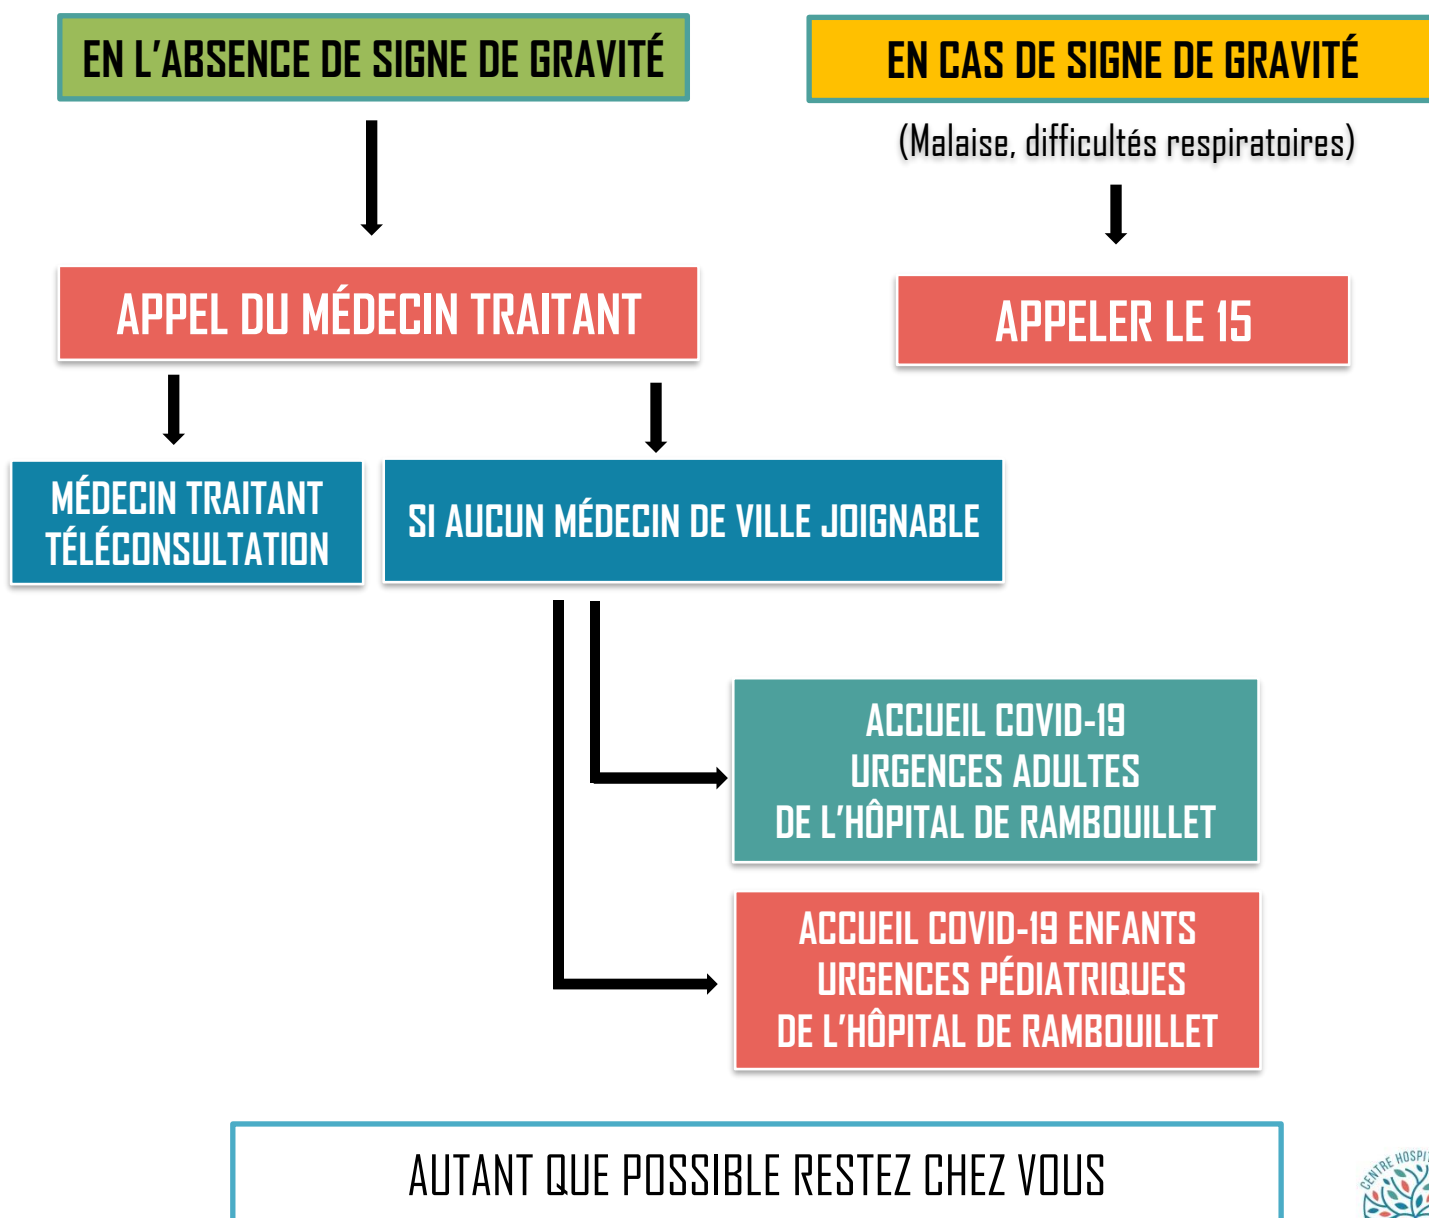 EN L'ABSENCE DE SIGNE DE GRAVITÉ
EN CAS DE SIGNE DE GRAVITÉ
(Malaise, difficultés respiratoires)
APPEL DU MÉDECIN TRAITANT
APPELER LE 15
MÉDECIN TRAITANT
TÉLÉCONSULTATION
SI AUCUN MÉDECIN DE VILLE JOIGNABLE
ACCUEIL COVID-19
URGENCES ADULTES
DE L'HÔPITAL DE RAMBOUILLET
ACCUEIL COVID-19 ENFANTS
URGENCES PÉDIATRIQUES
DE L'HÔPITAL DE RAMBOUILLET
AUTANT QUE POSSIBLE RESTEZ CHEZ VOUS